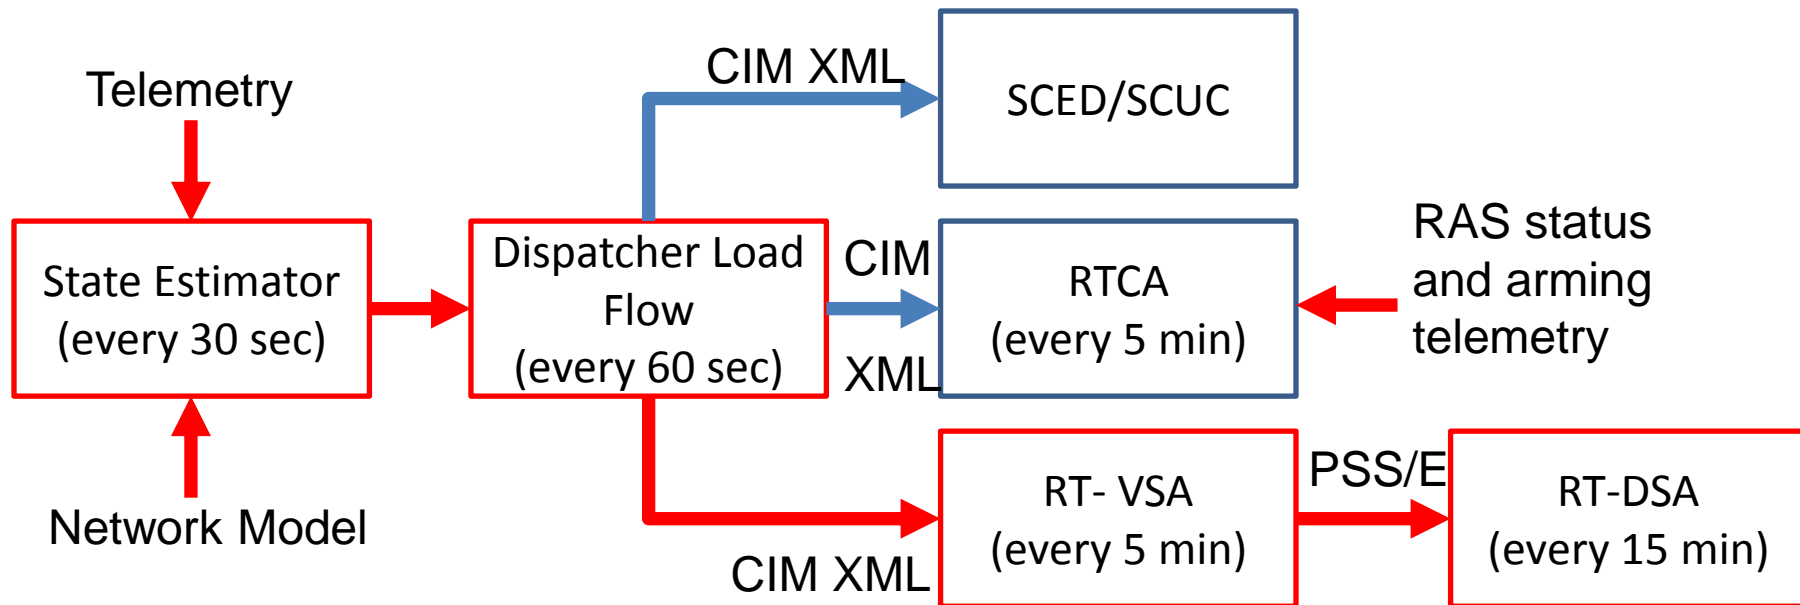 CIM XML
Telemetry
SCED/SCUC
State Estimator
(every 30 sec)
Dispatcher Load
Flow
(every 60 sec)
CIM
XML
RTCA
(every 5 min)
RAS status
and arming
telemetry
Network Model
CIM XML
RT- VSA
(every 5 min)
PSS/E
RT-DSA
(every 15 min)